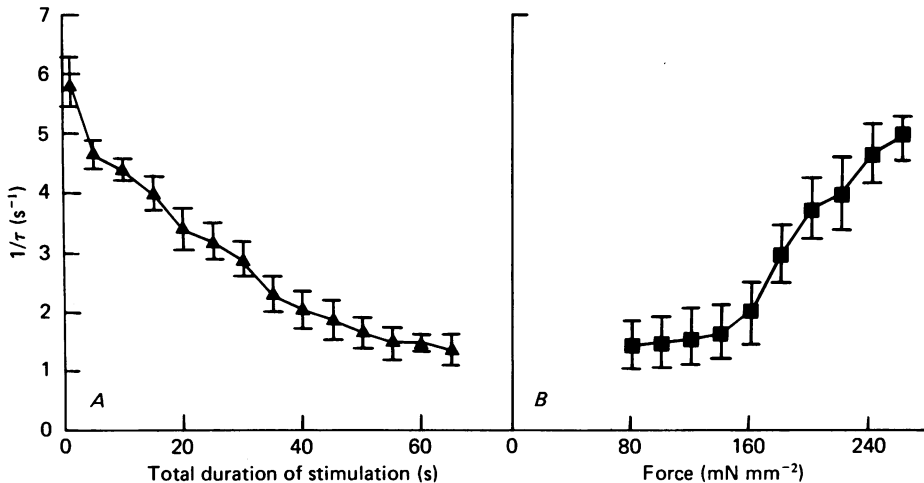 7
6
5
4
3
2
1
0
1/τ (s⁻¹)
A
B
0 20 40 60 0 80 160 240
Total duration of stimulation (s) Force (mN mm⁻²)